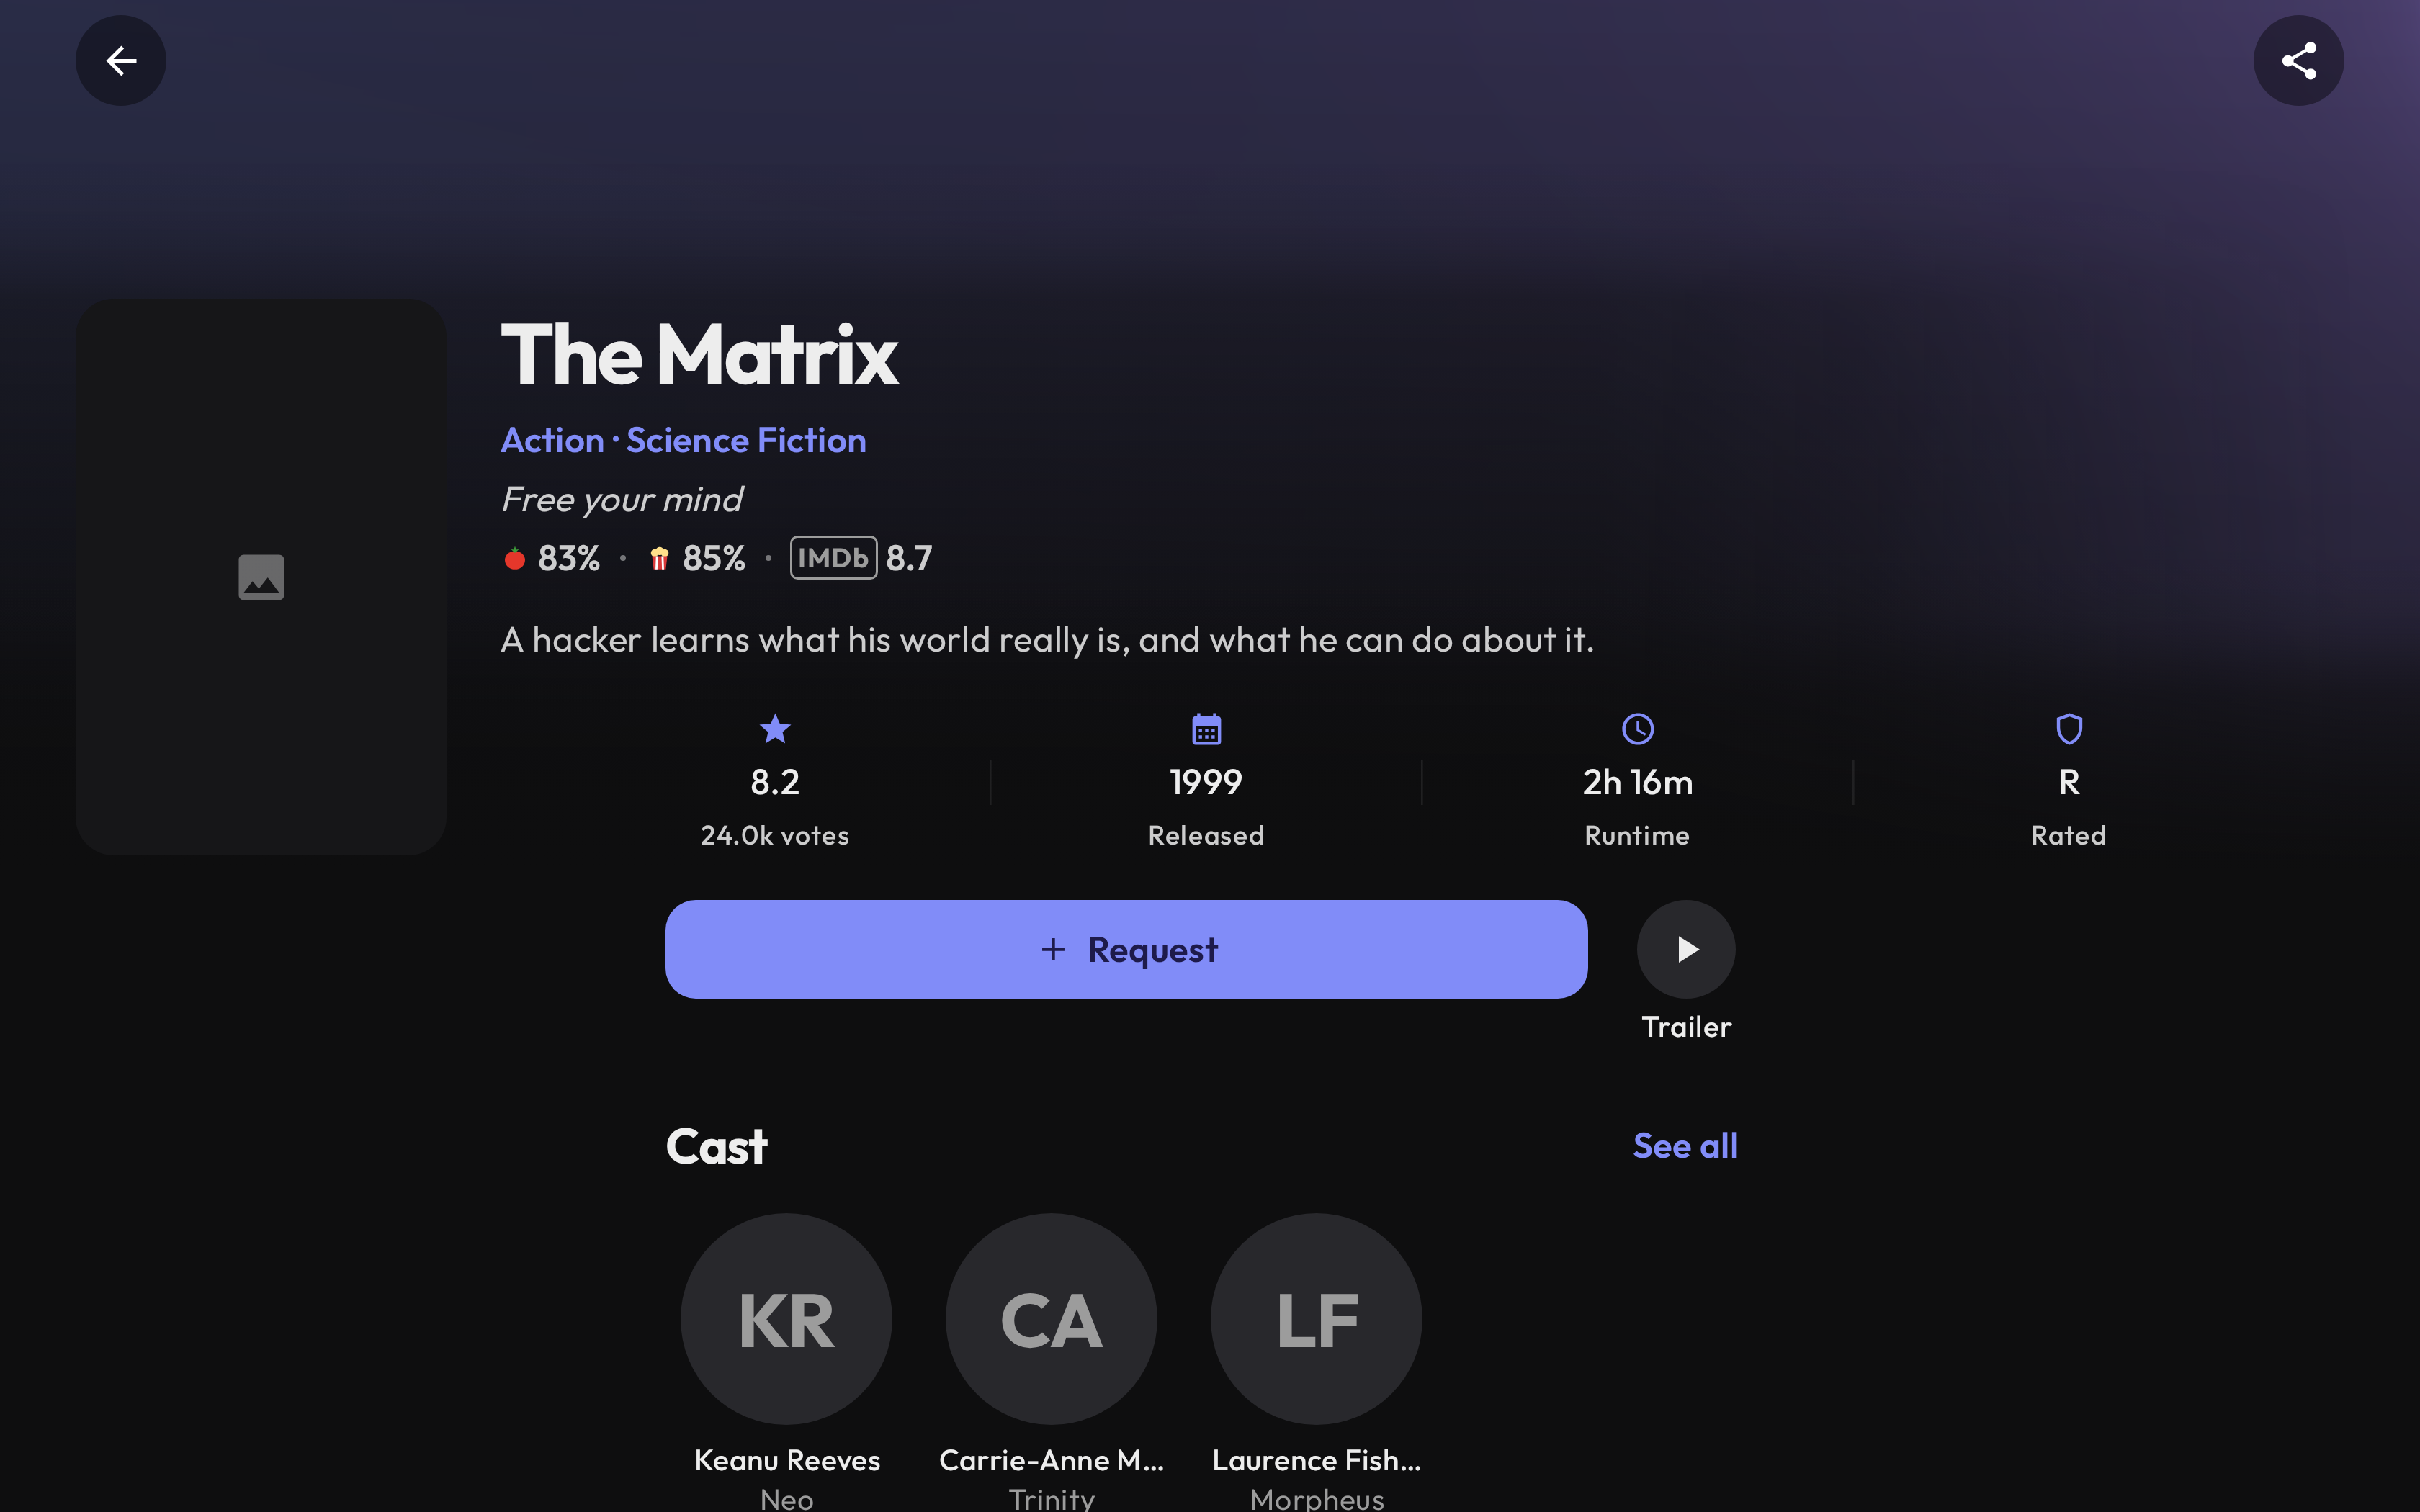 The Matrix
Action · Science Fiction
Free your mind
83% · 85% · IMDb 8.7
A hacker learns what his world really is, and what he can do about it.
8.2 1999 2h 16m R
24.0k votes Released Runtime Rated
+ Request
Trailer
Cast See all
KR CA LF
Keanu Reeves Carrie-Anne M... Laurence Fish...
Neo Trinity Morpheus